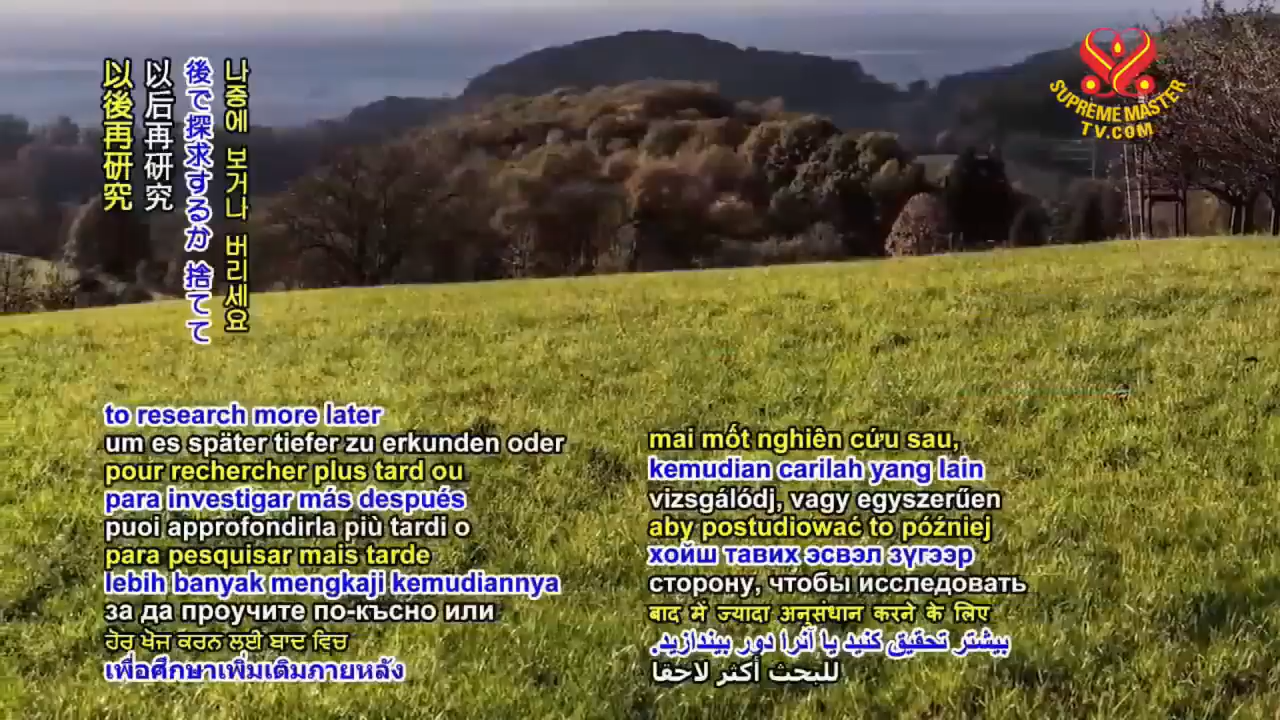 以後再研究
以后再研究
後で探求するか 捨てて
나중에 보거나 버리세요
SUPREME MASTER
TV.COM
to research more later
um es später tiefer zu erkunden oder
pour rechercher plus tard ou
para investigar más después
puoi approfondirla più tardi o
para pesquisar mais tarde
lebih banyak mengkaji kemudiannya
за да проучите по-късно или
ਹੋਰ ਖੋਜ ਕਰਨ ਲਈ ਬਾਦ ਵਿਚ
เพื่อศึกษาเพิ่มเติมภายหลัง
mai mốt nghiên cứu sau,
kemudian carilah yang lain
vizsgálódj, vagy egyszerűen
aby postudiować to później
хойш тавих эсвэл зүгээр
сторону, чтобы исследовать
बाद में ज्यादा अनुसंधान करने के लिए
بیشتر تحقیق کنید یا آنرا دور بیندازید.
للبحث أكثر لاحقا